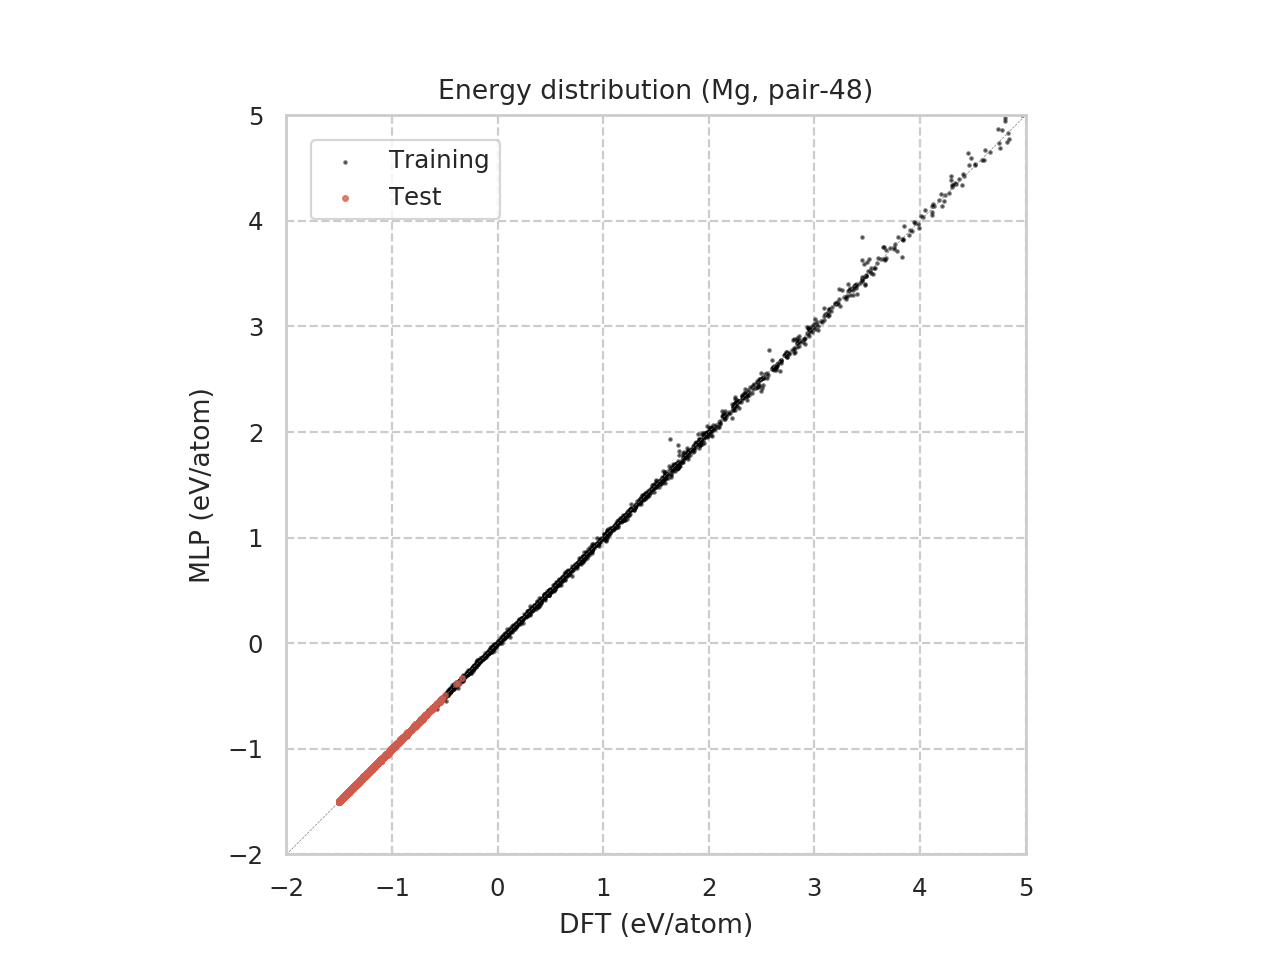 Energy distribution (Mg, pair-48)
Training
Test
5
4
3
2
1
0
−1
−2
MLP (eV/atom)
−2 −1 0 1 2 3 4 5
DFT (eV/atom)